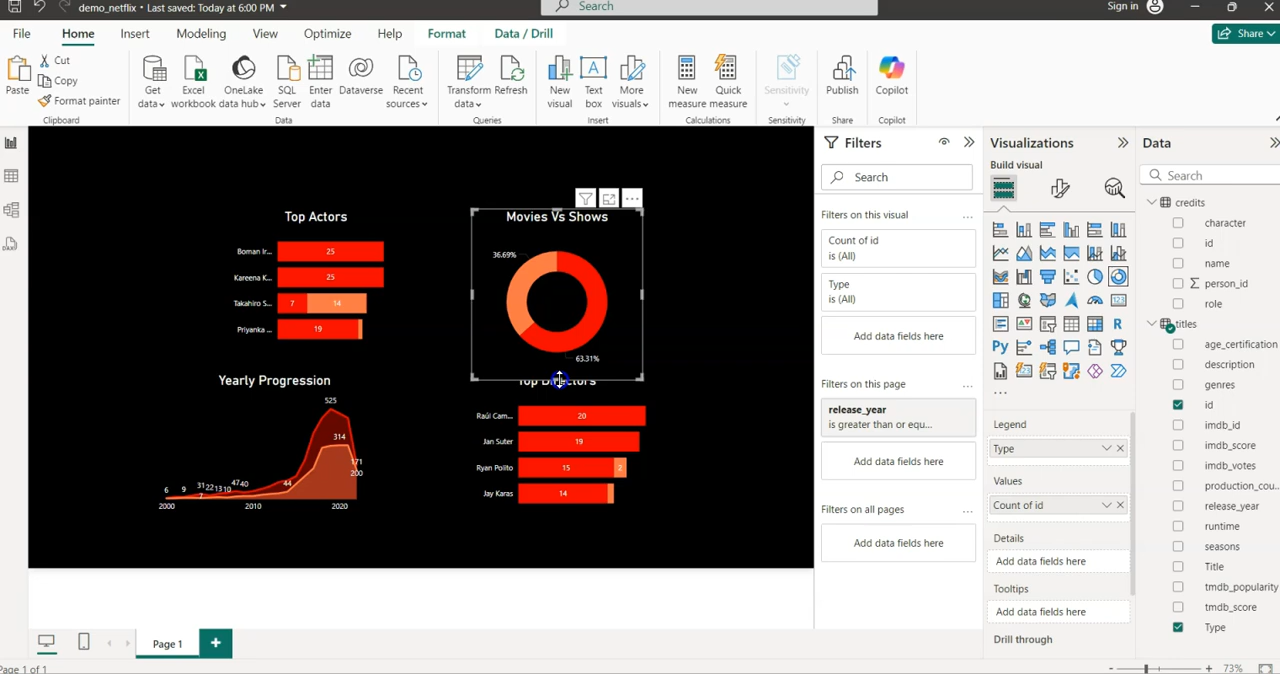 demo_netflix • Last saved: Today at 6:00 PM
Search
Sign in
File
Home
Insert
Modeling
View
Optimize
Help
Format
Data / Drill
Share
Paste
Cut
Copy
Format painter
Clipboard
Get data
Excel workbook
OneLake data hub
SQL Server
Enter data
Dataverse
Recent sources
Data
Transform data
Refresh
Queries
New visual
Text box
More visuals
Insert
New measure
Quick measure
Calculations
Sensitivity
Sensitivity
Publish
Share
Copilot
Copilot
Top Actors
Boman Ir... 25
Kareena K... 25
Takahiro S... 7 14
Priyanka ... 19
Movies Vs Shows
36.69%
63.31%
Yearly Progression
525
314
171
200
6 9 31 22 13 10 47 40 44
7
2000 2010 2020
Top Directors
Raúl Cam... 20
Jan Suter 19
Ryan Polito 15 2
Jay Karas 14
Page 1
Page 1 of 1
Filters
Search
Filters on this visual ...
Count of id
is (All)
Type
is (All)
Add data fields here
Filters on this page ...
release_year
is greater than or equ...
Add data fields here
Filters on all pages ...
Add data fields here
Visualizations
Build visual
R
Py
...
Legend
Type
Values
Count of id
Details
Add data fields here
Tooltips
Add data fields here
Drill through
Data
Search
credits
character
id
name
person_id
role
titles
age_certification
description
genres
id
imdb_id
imdb_score
imdb_votes
production_cou...
release_year
runtime
seasons
Title
tmdb_popularity
tmdb_score
Type
73%